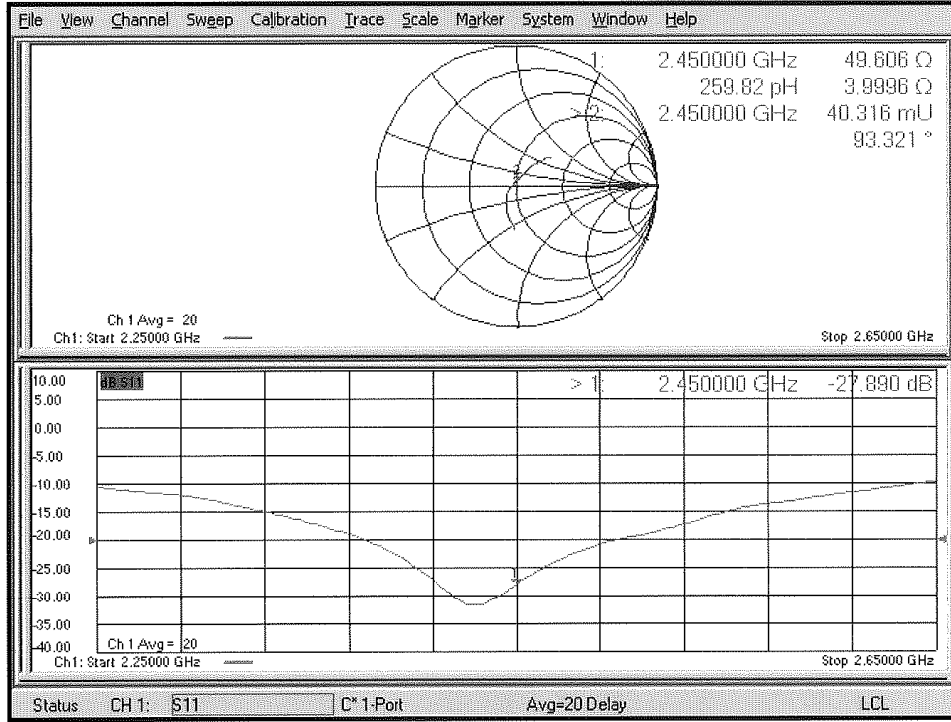 File View Channel Sweep Calibration Trace Scale Marker System Window Help
1: 2.450000 GHz 49.606 Ω
259.82 pH 3.9996 Ω
> 2: 2.450000 GHz 40.316 mU
93.321 °
Ch 1 Avg = 20
Ch1: Start 2.25000 GHz Stop 2.65000 GHz
10.00 dB S11 > 1: 2.450000 GHz -27.890 dB
5.00
0.00
-5.00
-10.00
-15.00
-20.00
-25.00
1
-30.00
-35.00
-40.00 Ch 1 Avg = 20
Ch1: Start 2.25000 GHz Stop 2.65000 GHz
Status CH 1: S11 C* 1-Port Avg=20 Delay LCL